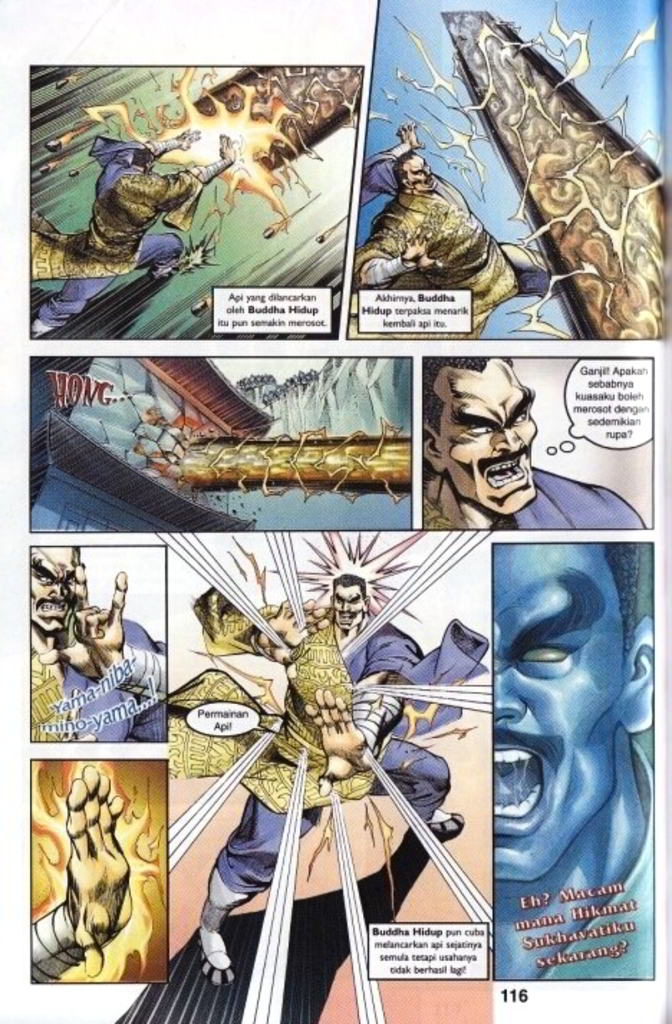 Api yang dilancarkan
oleh Buddha Hidup
itu pun semakin merosot.
Akhirnya, Buddha
Hidup terpaksa menarik
kembali api itu.
HONG...
Ganjil! Apakah
sebabnya
kuasaku boleh
merosot dengan
sedemikian
rupa?
Yama-niba-
mino-yama...!
Permainan
Api!
Buddha Hidup pun cuba
melancarkan api sejatinya
semula tetapi usahanya
tidak berhasil lagi!
Eh? Macam
mana Hikmat
Sukhavatiku
sekarang?
116